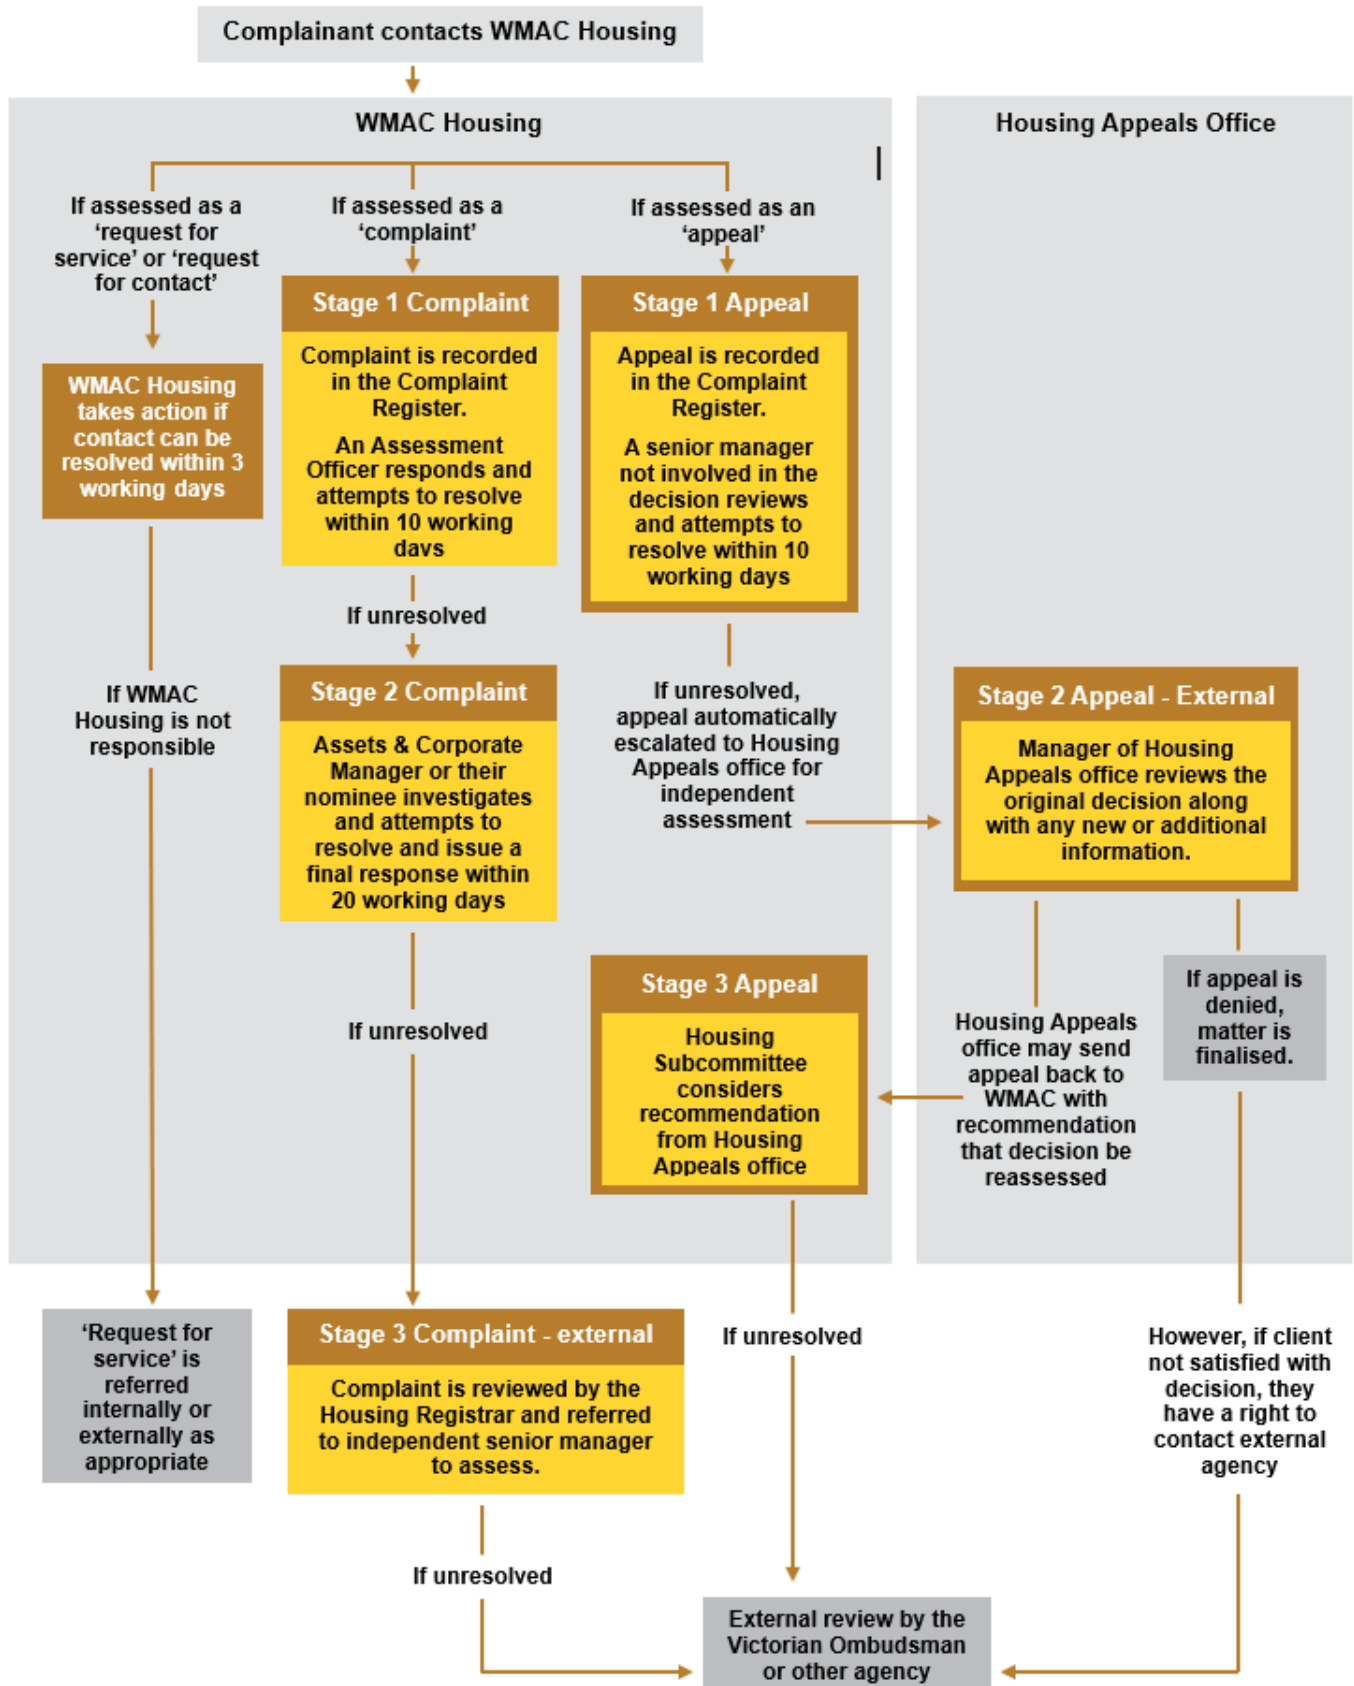 Complainant contacts WMAC Housing
WMAC Housing
Housing Appeals Office
If assessed as a
‘request for
service’ or ‘request
for contact’
WMAC Housing
takes action if
contact can be
resolved within 3
working days
If WMAC
Housing is not
responsible
‘Request for
service’ is
referred
internally or
externally as
appropriate
If assessed as a
‘complaint’
Stage 1 Complaint
Complaint is recorded
in the Complaint
Register.
An Assessment
Officer responds and
attempts to resolve
within 10 working
days
If unresolved
Stage 2 Complaint
Assets & Corporate
Manager or their
nominee investigates
and attempts to
resolve and issue a
final response within
20 working days
If unresolved
Stage 3 Complaint - external
Complaint is reviewed by the
Housing Registrar and referred
to independent senior manager
to assess.
If unresolved
If assessed as an
‘appeal’
Stage 1 Appeal
Appeal is recorded
in the Complaint
Register.
A senior manager
not involved in the
decision reviews
and attempts to
resolve within 10
working days
If unresolved,
appeal automatically
escalated to Housing
Appeals office for
independent
assessment
Stage 2 Appeal - External
Manager of Housing
Appeals office reviews the
original decision along
with any new or additional
information.
Housing Appeals
office may send
appeal back to
WMAC with
recommendation
that decision be
reassessed
If appeal is
denied,
matter is
finalised.
Stage 3 Appeal
Housing
Subcommittee
considers
recommendation
from Housing
Appeals office
If unresolved
However, if client
not satisfied with
decision, they
have a right to
contact external
agency
External review by the
Victorian Ombudsman
or other agency